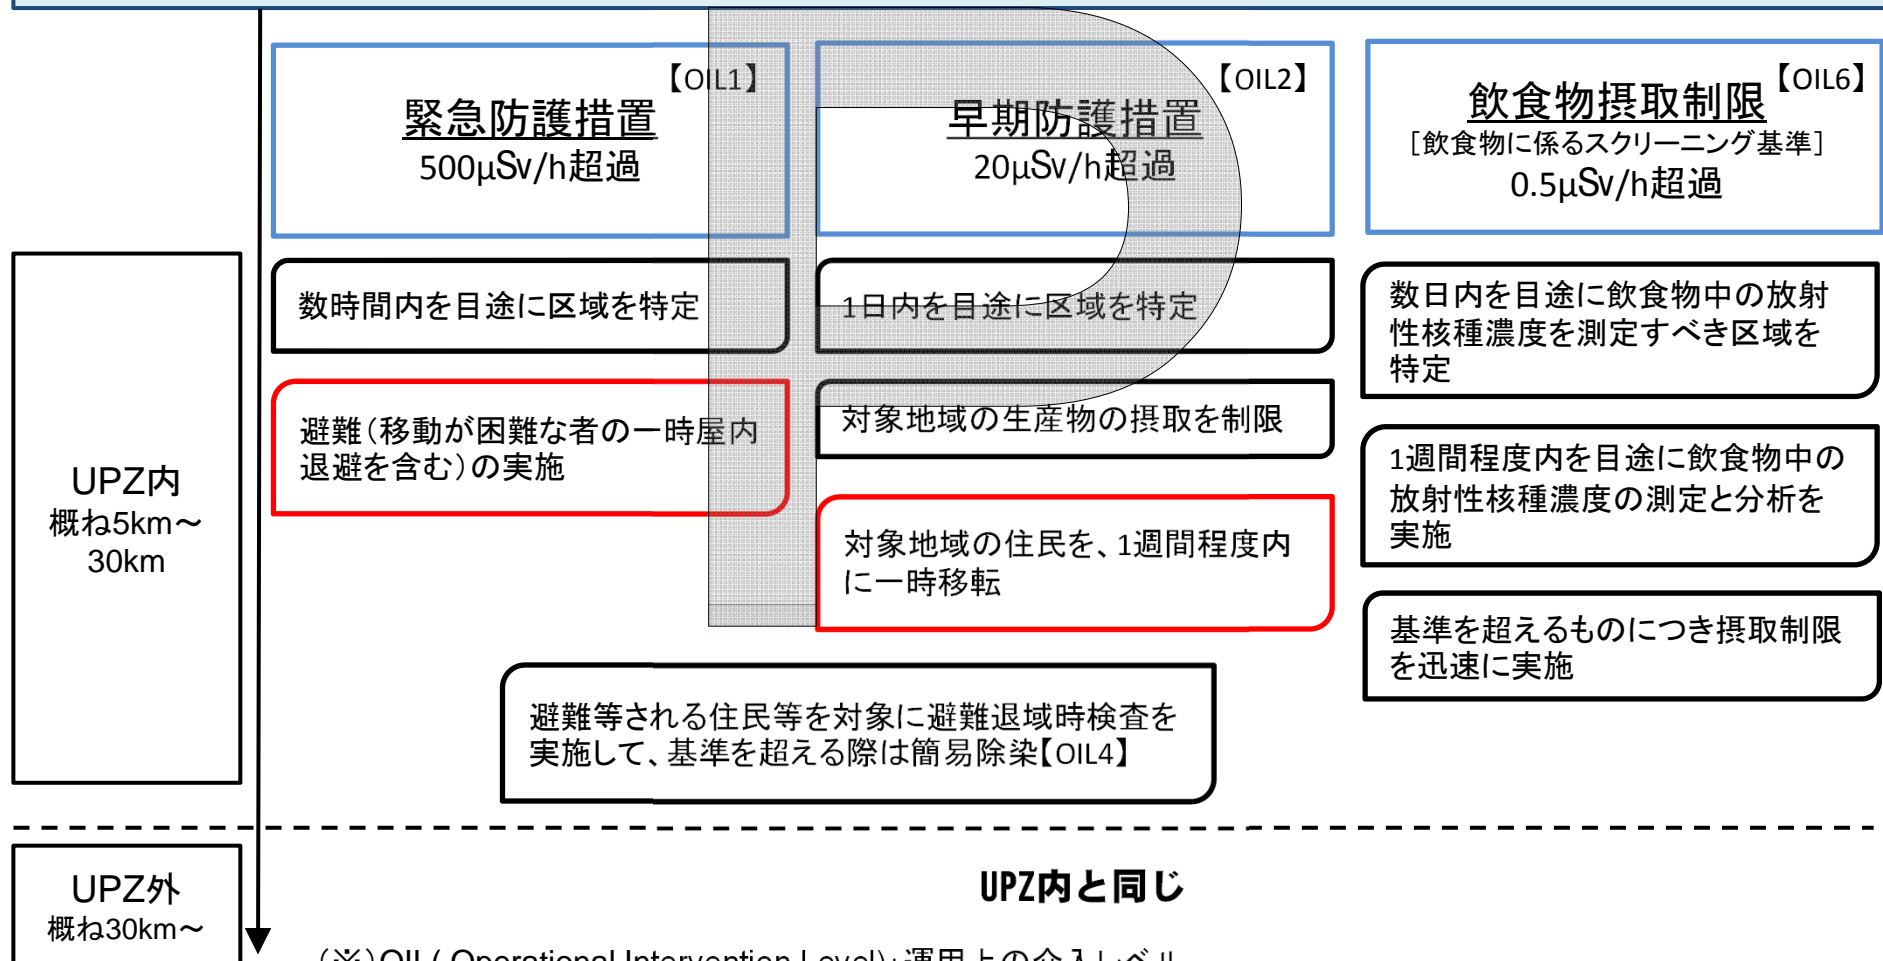 【OIL1】
緊急防護措置
500μSv/h超過
【OIL2】
早期防護措置
20μSv/h超過
【OIL6】
飲食物摂取制限
[飲食物に係るスクリーニング基準]
0.5μSv/h超過
UPZ内
概ね5km～
30km
数時間内を目途に区域を特定
避難(移動が困難な者の一時屋内
退避を含む)の実施
1日内を目途に区域を特定
対象地域の生産物の摂取を制限
対象地域の住民を、1週間程度内
に一時移転
数日内を目途に飲食物中の放射
性核種濃度を測定すべき区域を
特定
1週間程度内を目途に飲食物中の
放射性核種濃度の測定と分析を
実施
基準を超えるものにつき摂取制限
を迅速に実施
避難等される住民等を対象に避難退域時検査を
実施して、基準を超える際は簡易除染【OIL4】
UPZ外
概ね30km～
UPZ内と同じ
(※)OIL( Operational Intervention Level):運用上の介入レベル
P